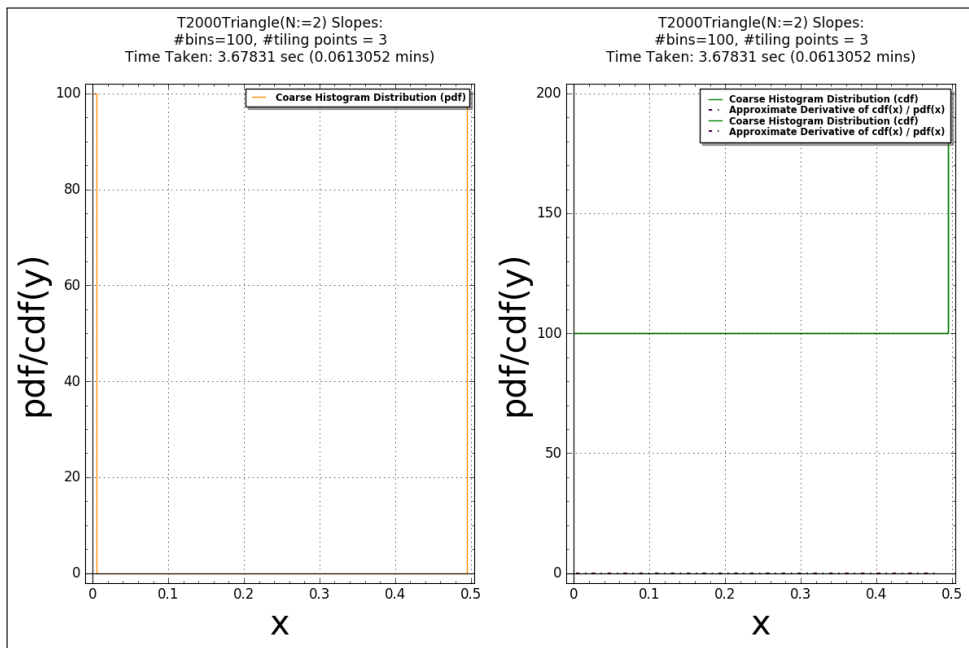 T2000Triangle(N:=2) Slopes:
#bins=100, #tiling points = 3
Time Taken: 3.67831 sec (0.0613052 mins)
Coarse Histogram Distribution (pdf)
100
80
60
40
20
0
pdf/cdf(y)
0 0.1 0.2 0.3 0.4 0.5
x
T2000Triangle(N:=2) Slopes:
#bins=100, #tiling points = 3
Time Taken: 3.67831 sec (0.0613052 mins)
Coarse Histogram Distribution (cdf)
Approximate Derivative of cdf(x) / pdf(x)
Coarse Histogram Distribution (cdf)
Approximate Derivative of cdf(x) / pdf(x)
200
150
100
50
0
pdf/cdf(y)
0 0.1 0.2 0.3 0.4 0.5
x